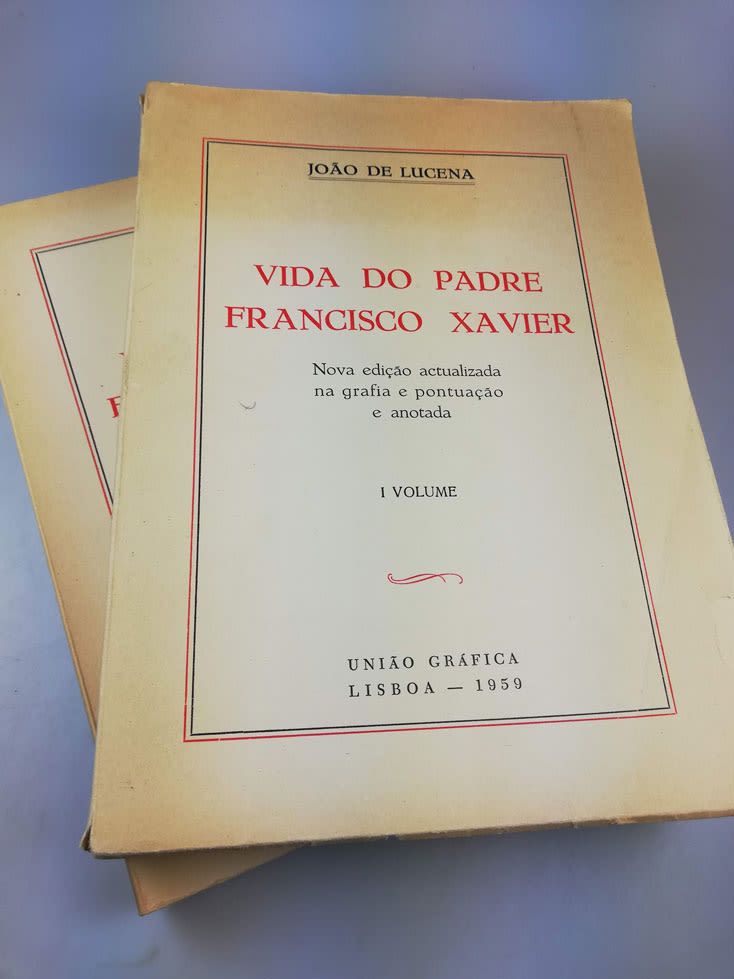 JOÃO DE LUCENA
VIDA DO PADRE
FRANCISCO XAVIER
Nova edição actualizada
na grafia e pontuação
e anotada
I VOLUME
UNIÃO GRÁFICA
LISBOA — 1959